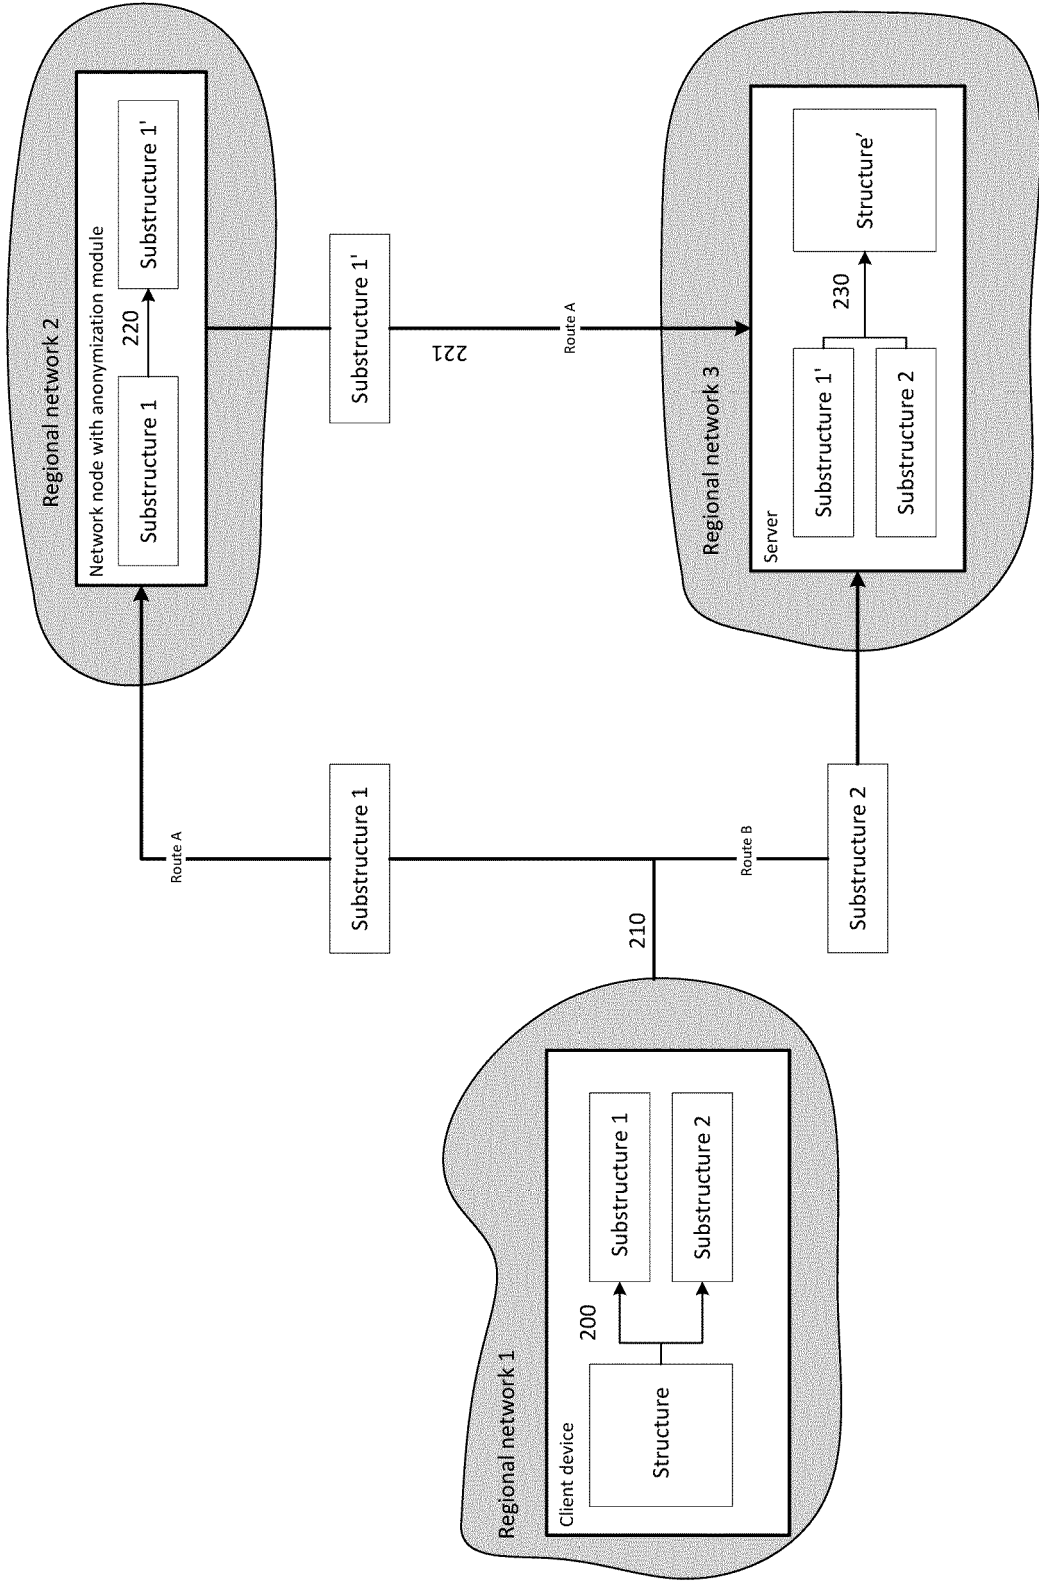 Regional network 1
Client device
Structure
200
Substructure 1
Substructure 2
210
Route A
Substructure 1
Route B
Substructure 2
Regional network 2
Network node with anonymization module
Substructure 1
220
Substructure 1'
Substructure 1'
221
Route A
Regional network 3
Server
Substructure 1'
Substructure 2
230
Structure’